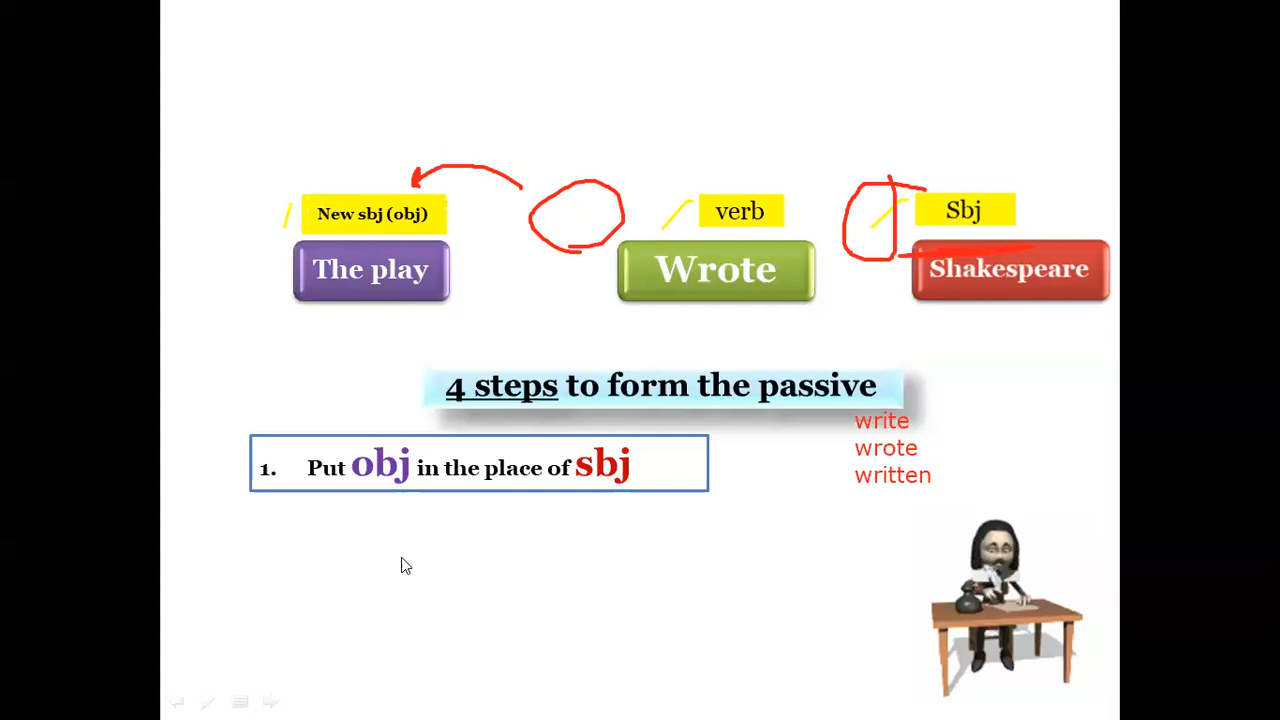 New sbj (obj)
verb
Sbj
The play
Wrote
Shakespeare
4 steps to form the passive
write
wrote
written
1. Put obj in the place of sbj